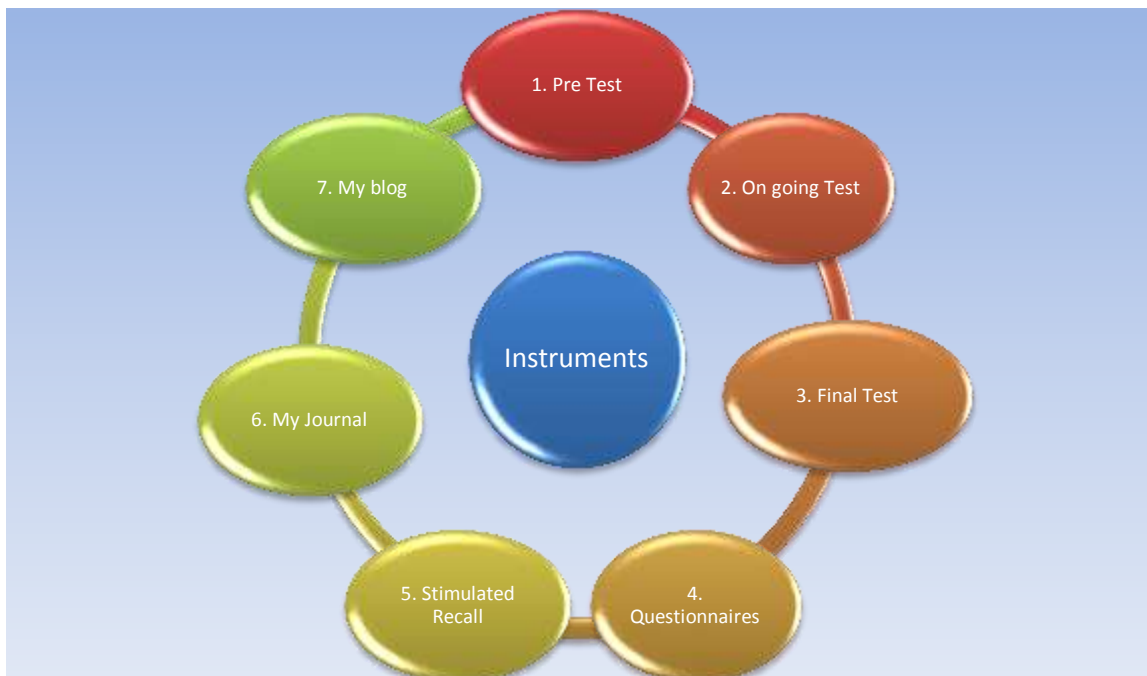 1. Pre Test
2. On going Test
3. Final Test
4.
Questionnaires
5. Stimulated
Recall
6. My Journal
7. My blog
Instruments